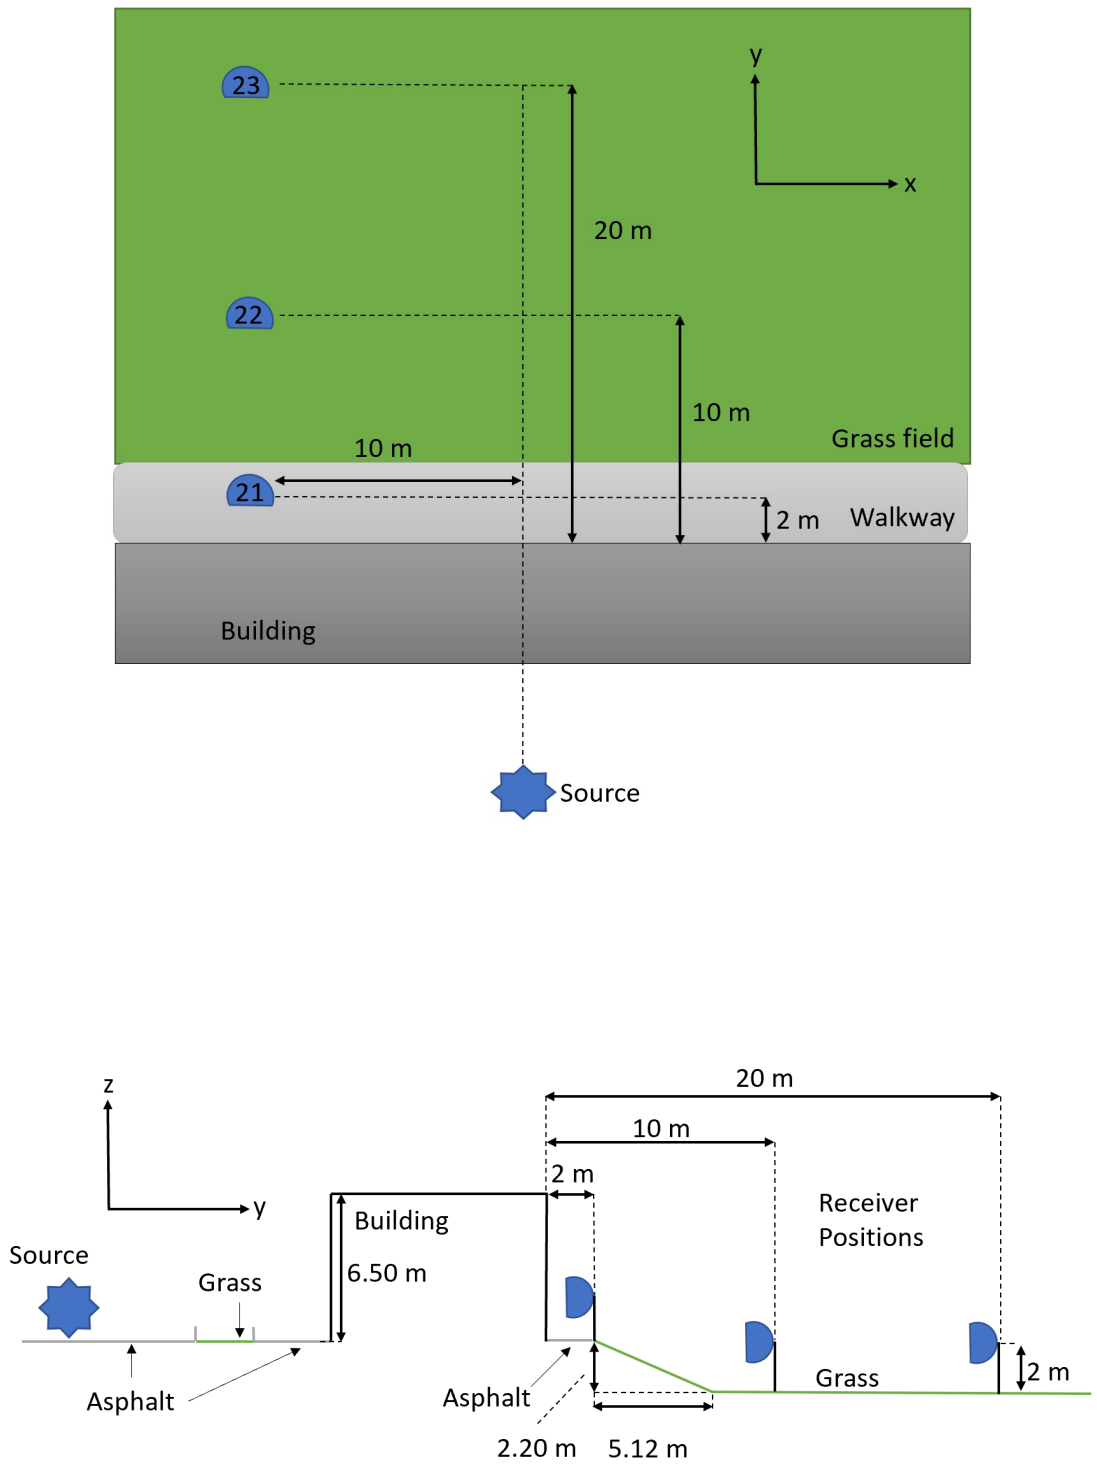 y
23
x
20 m
22
10 m
Grass field
10 m
21
2 m
Walkway
Building
Source
20 m
z
10 m
2 m
y
Receiver
Positions
Building
Source
6.50 m
Grass
2 m
Grass
Asphalt
Asphalt
2.20 m
5.12 m